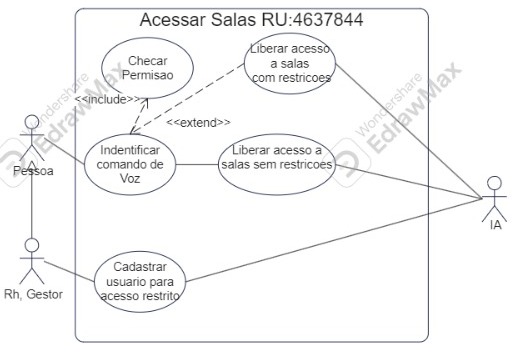 Acessar Salas RU:4637844
Checar
Permisao
Liberar acesso
a salas
com restricoes
<<include>>
<<extend>>
Pessoa
Indentificar
comando de
Voz
Liberar acesso a
salas sem restricoes
IA
Rh, Gestor
Cadastrar
usuario para
acesso restrito
Wondershare
EdrawMax
Wondershare
EdrawMax